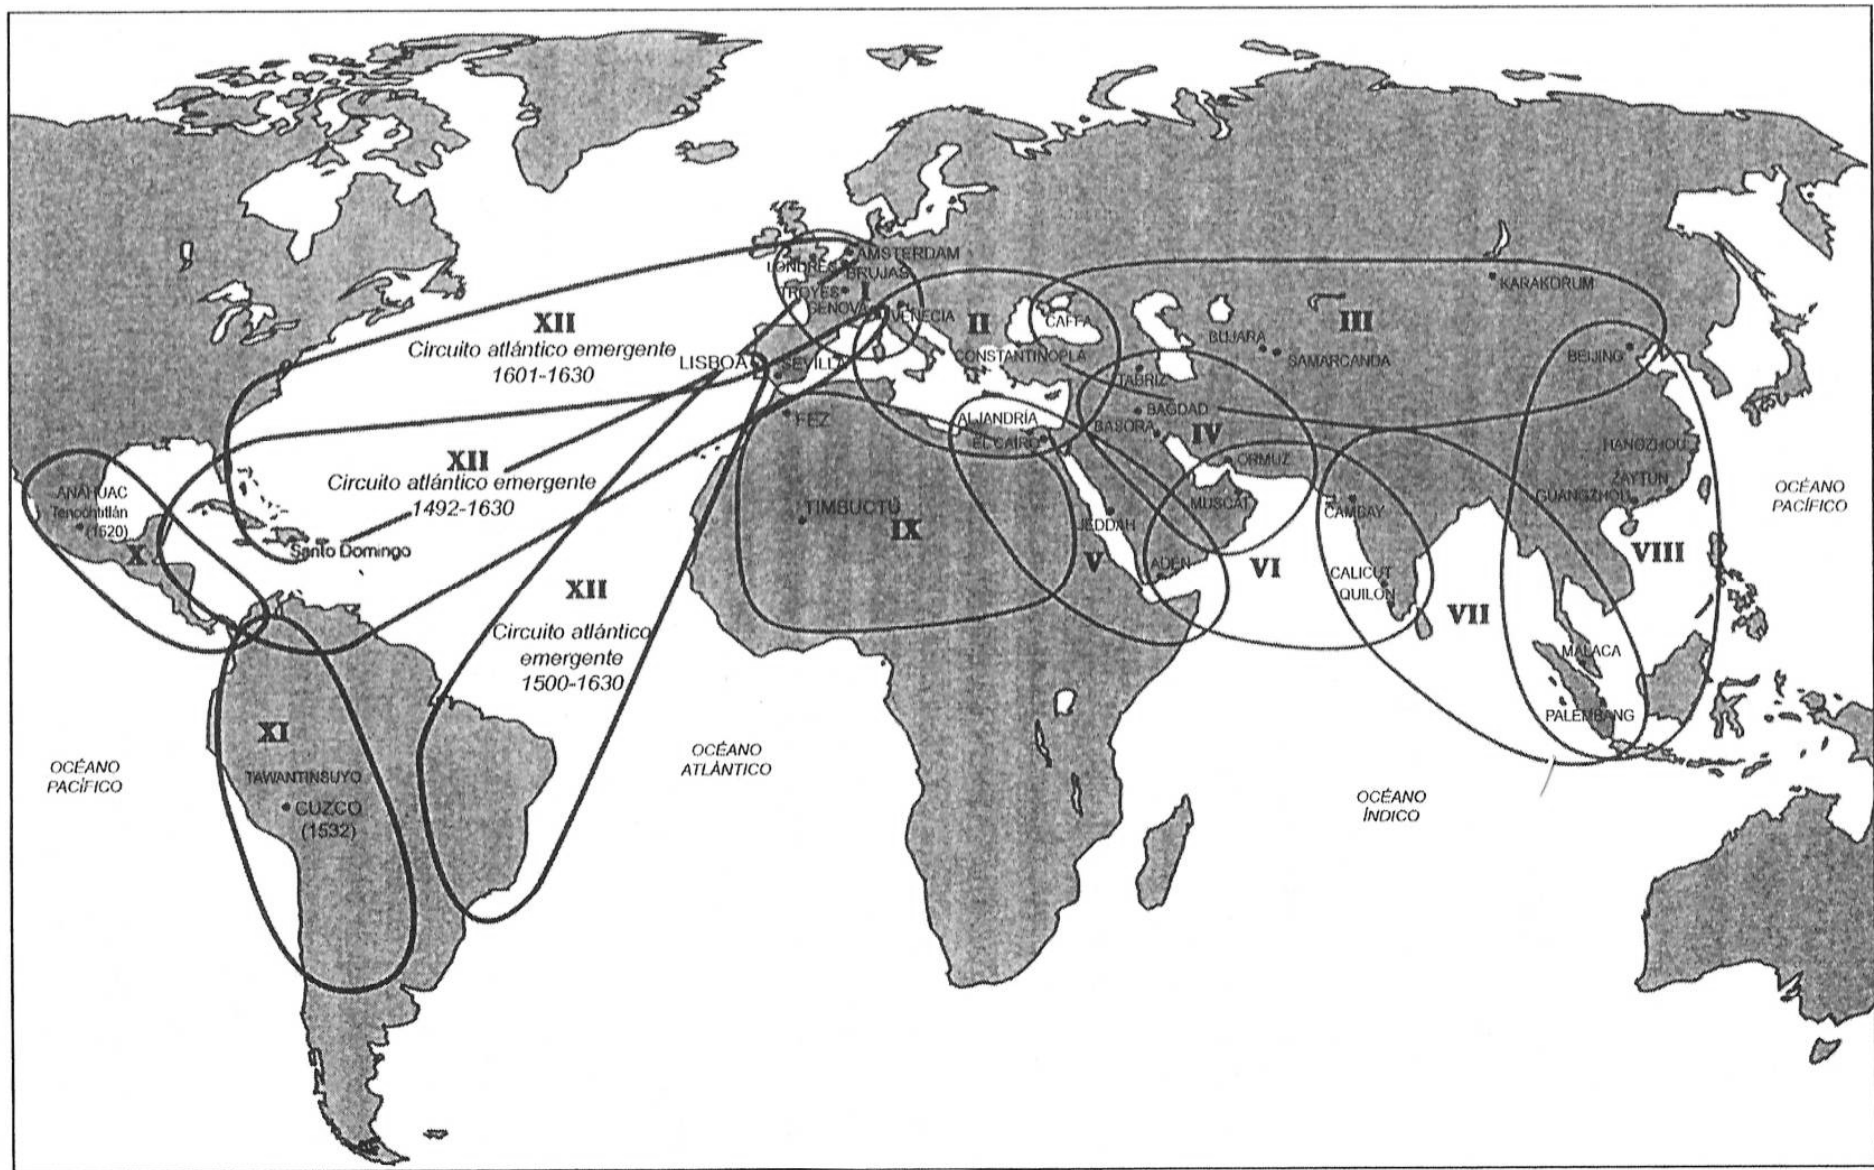 LONDRES
AMSTERDAM
BRUJAS
TROYES
I
GENOVA
VENECIA
XII
Circuito atlántico emergente
1601-1630
LISBOA
SEVILLA
FEZ
II
CAFFA
CONSTANTINOPLA
III
KARAKORUM
BUJARA
SAMARCANDA
BEIJING
TABRIZ
BAGDAD
BASORA
IV
ALJANDRÍA
EL CAIRO
ORMUZ
MUSCAT
CAMBAY
HANGZHOU
ZAYTUN
GUANGZHOU
OCÉANO
PACÍFICO
XII
Circuito atlántico emergente
1492-1630
ANÁHUAC
Tenochtitlán
(1520)
X
Santo Domingo
TIMBUCTÚ
IX
JEDDAH
V
ADEN
VI
CALICUT
QUILÓN
VII
VIII
XII
Circuito atlántico
emergente
1500-1630
MALACA
PALEMBANG
XI
TAWANTINSUYO
CUZCO
(1532)
OCÉANO
PACÍFICO
OCÉANO
ATLÁNTICO
OCÉANO
ÍNDICO